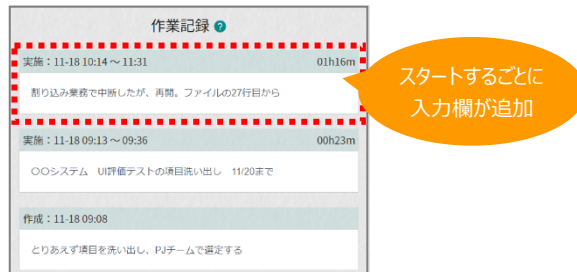 作業記録 ?
実施：11-18 10:14 ～ 11:31 01h16m
割り込み業務で中断したが、再開。ファイルの27行目から
実施：11-18 09:13 ～ 09:36 00h23m
〇〇システム UI評価テストの項目洗い出し 11/20まで
作成：11-18 09:08
とりあえず項目を洗い出し、PJチームで選定する
スタートするごとに
入力欄が追加